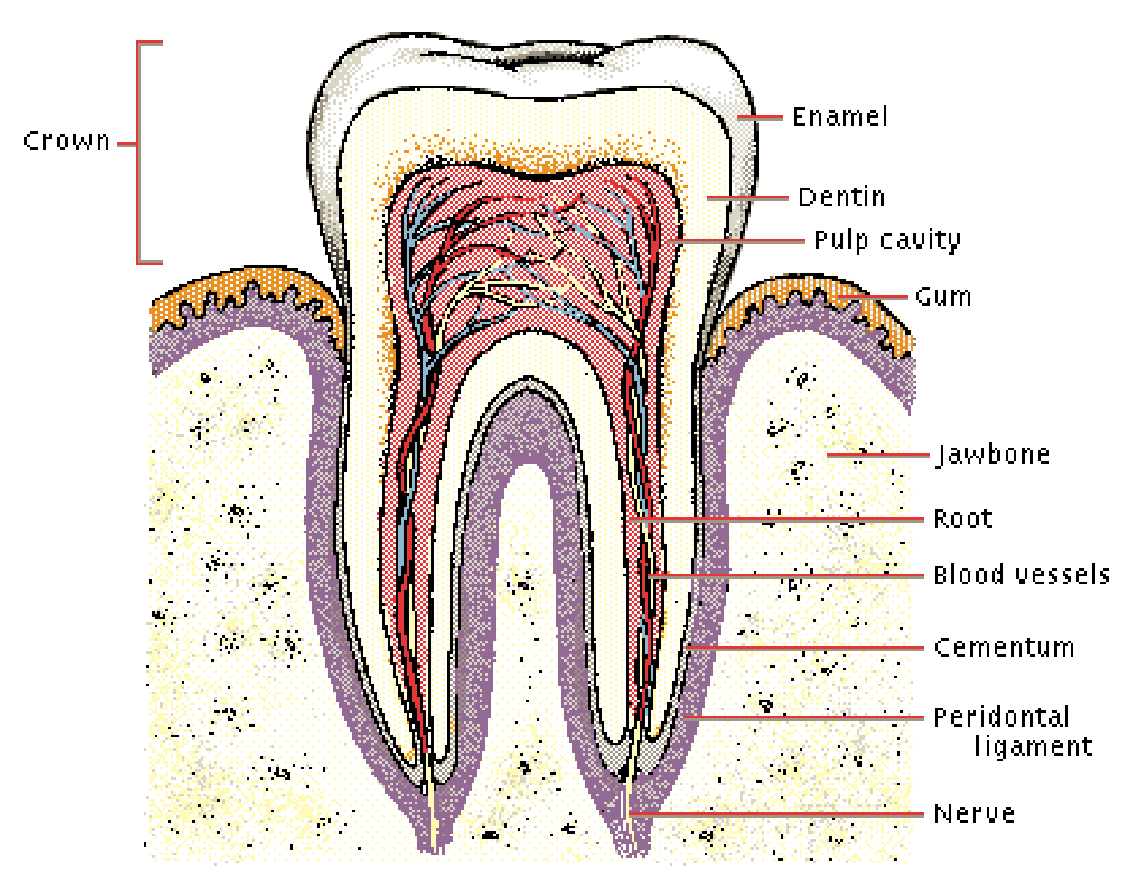 Crown
Enamel
Dentin
Pulp cavity
Gum
Jawbone
Root
Blood vessels
Cementum
Peridontal
ligament
Nerve